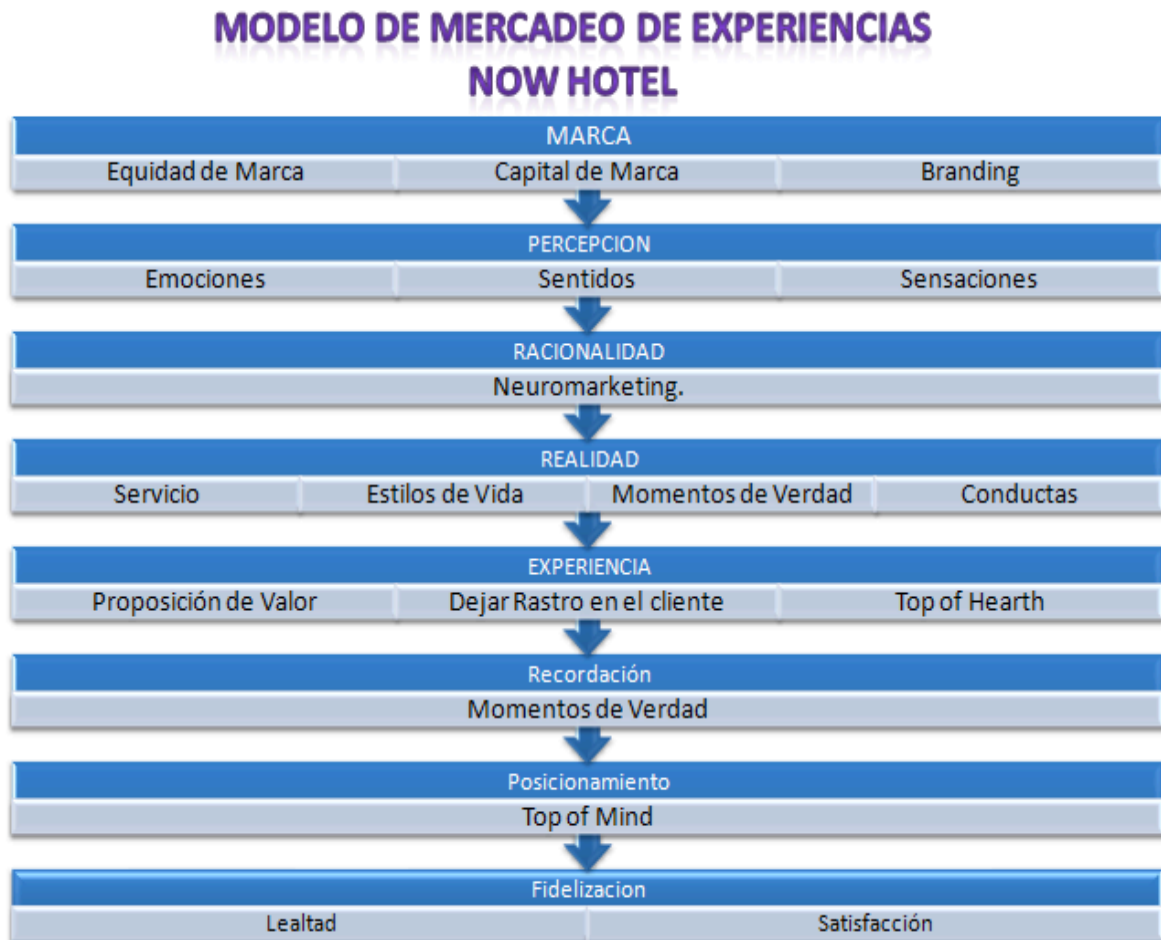 MODELO DE MERCADEO DE EXPERIENCIAS
NOW HOTEL
MARCA
Equidad de Marca Capital de Marca Branding
PERCEPCION
Emociones Sentidos Sensaciones
RACIONALIDAD
Neuromarketing.
REALIDAD
Servicio Estilos de Vida Momentos de Verdad Conductas
EXPERIENCIA
Proposición de Valor Dejar Rastro en el cliente Top of Hearth
Recordación
Momentos de Verdad
Posicionamiento
Top of Mind
Fidelizacion
Lealtad Satisfacción